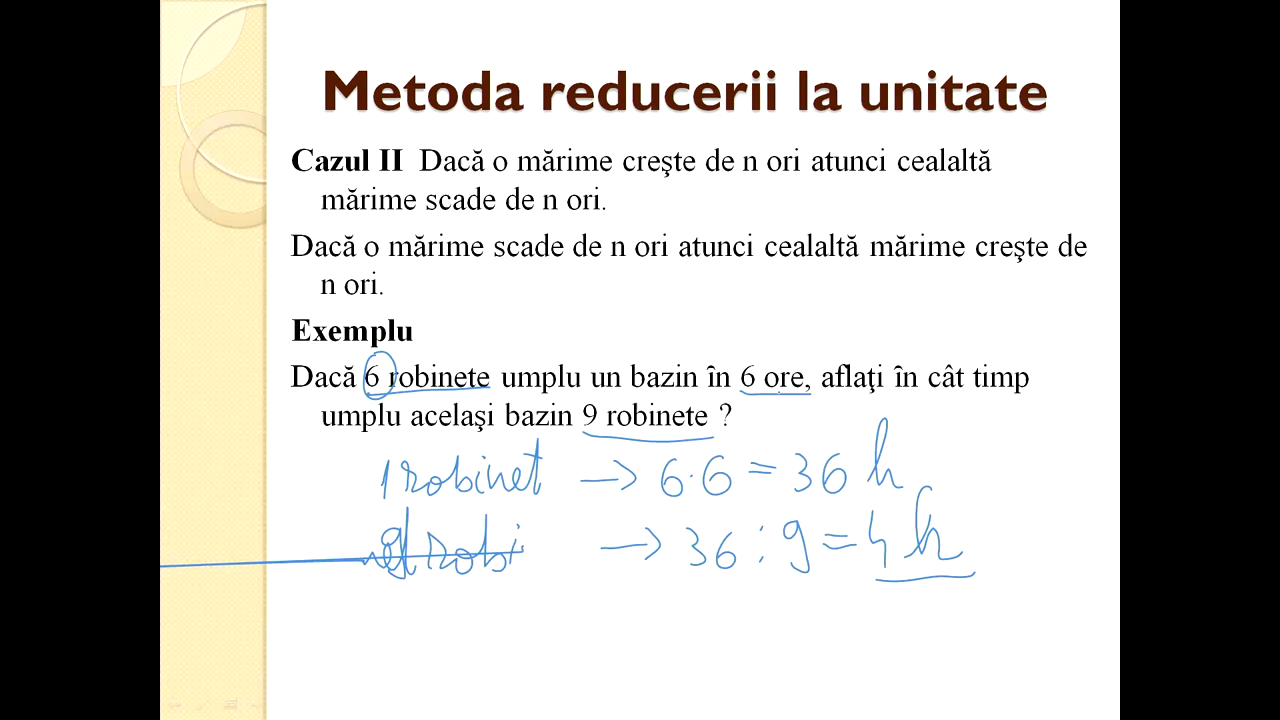 Metoda reducerii la unitate
Cazul II Dacă o mărime creşte de n ori atunci cealaltă
mărime scade de n ori.
Dacă o mărime scade de n ori atunci cealaltă mărime creşte de
n ori.
Exemplu
Dacă 6 robinete umplu un bazin în 6 ore, aflaţi în cât timp
umplu acelaşi bazin 9 robinete ?
1 robinet → 6·6 = 36 h
robi → 36 : 9 = 4 h